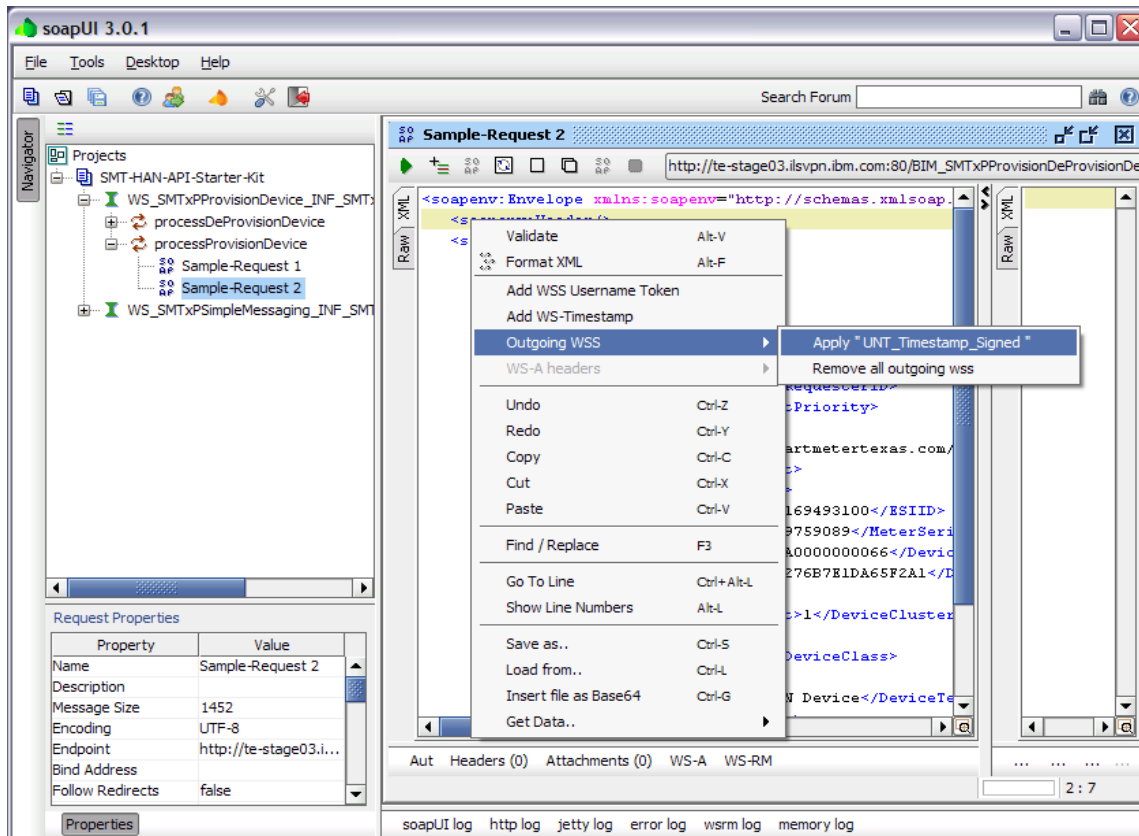 soapUI 3.0.1
File Tools Desktop Help
Search Forum
Navigator
Projects
SMT-HAN-API-Starter-Kit
WS_SMTxPProvisionDevice_INF_SMTx
processDeProvisionDevice
processProvisionDevice
Sample-Request 1
Sample-Request 2
WS_SMTxPSimpleMessaging_INF_SMT
Request Properties
Property Value
Name Sample-Request 2
Description
Message Size 1452
Encoding UTF-8
Endpoint http://te-stage03.i...
Bind Address
Follow Redirects false
Properties
Sample-Request 2
http://te-stage03.ilsvpn.ibm.com:80/BIM_SMTxPProvisionDeProvisionDe
XML
Raw
<soapenv:Envelope xmlns:soapenv="http://schemas.xmlsoap.
<s
Validate Alt-V
Format XML Alt-F
Add WSS Username Token
Add WS-Timestamp
Outgoing WSS
WS-A headers
Undo Ctrl-Z
Redo Ctrl-Y
Copy Ctrl-C
Cut Ctrl-X
Paste Ctrl-V
Find / Replace F3
Go To Line Ctrl+Alt-L
Show Line Numbers Alt-L
Save as.. Ctrl-S
Load from.. Ctrl-L
Insert file as Base64 Ctrl-G
Get Data..
Apply "UNT_Timestamp_Signed "
Remove all outgoing wss
tPriority>
artmetertexas.com/
t>
>
169493100</ESIID>
9759089</MeterSeri
A0000000066</Devic
276B7E1DA65F2A1</D
t>1</DeviceCluster
DeviceClass>
N Device</DeviceTe
XML
Raw
Aut Headers (0) Attachments (0) WS-A WS-RM
... ... ... ...
2 : 7
soapUI log http log jetty log error log wsrm log memory log